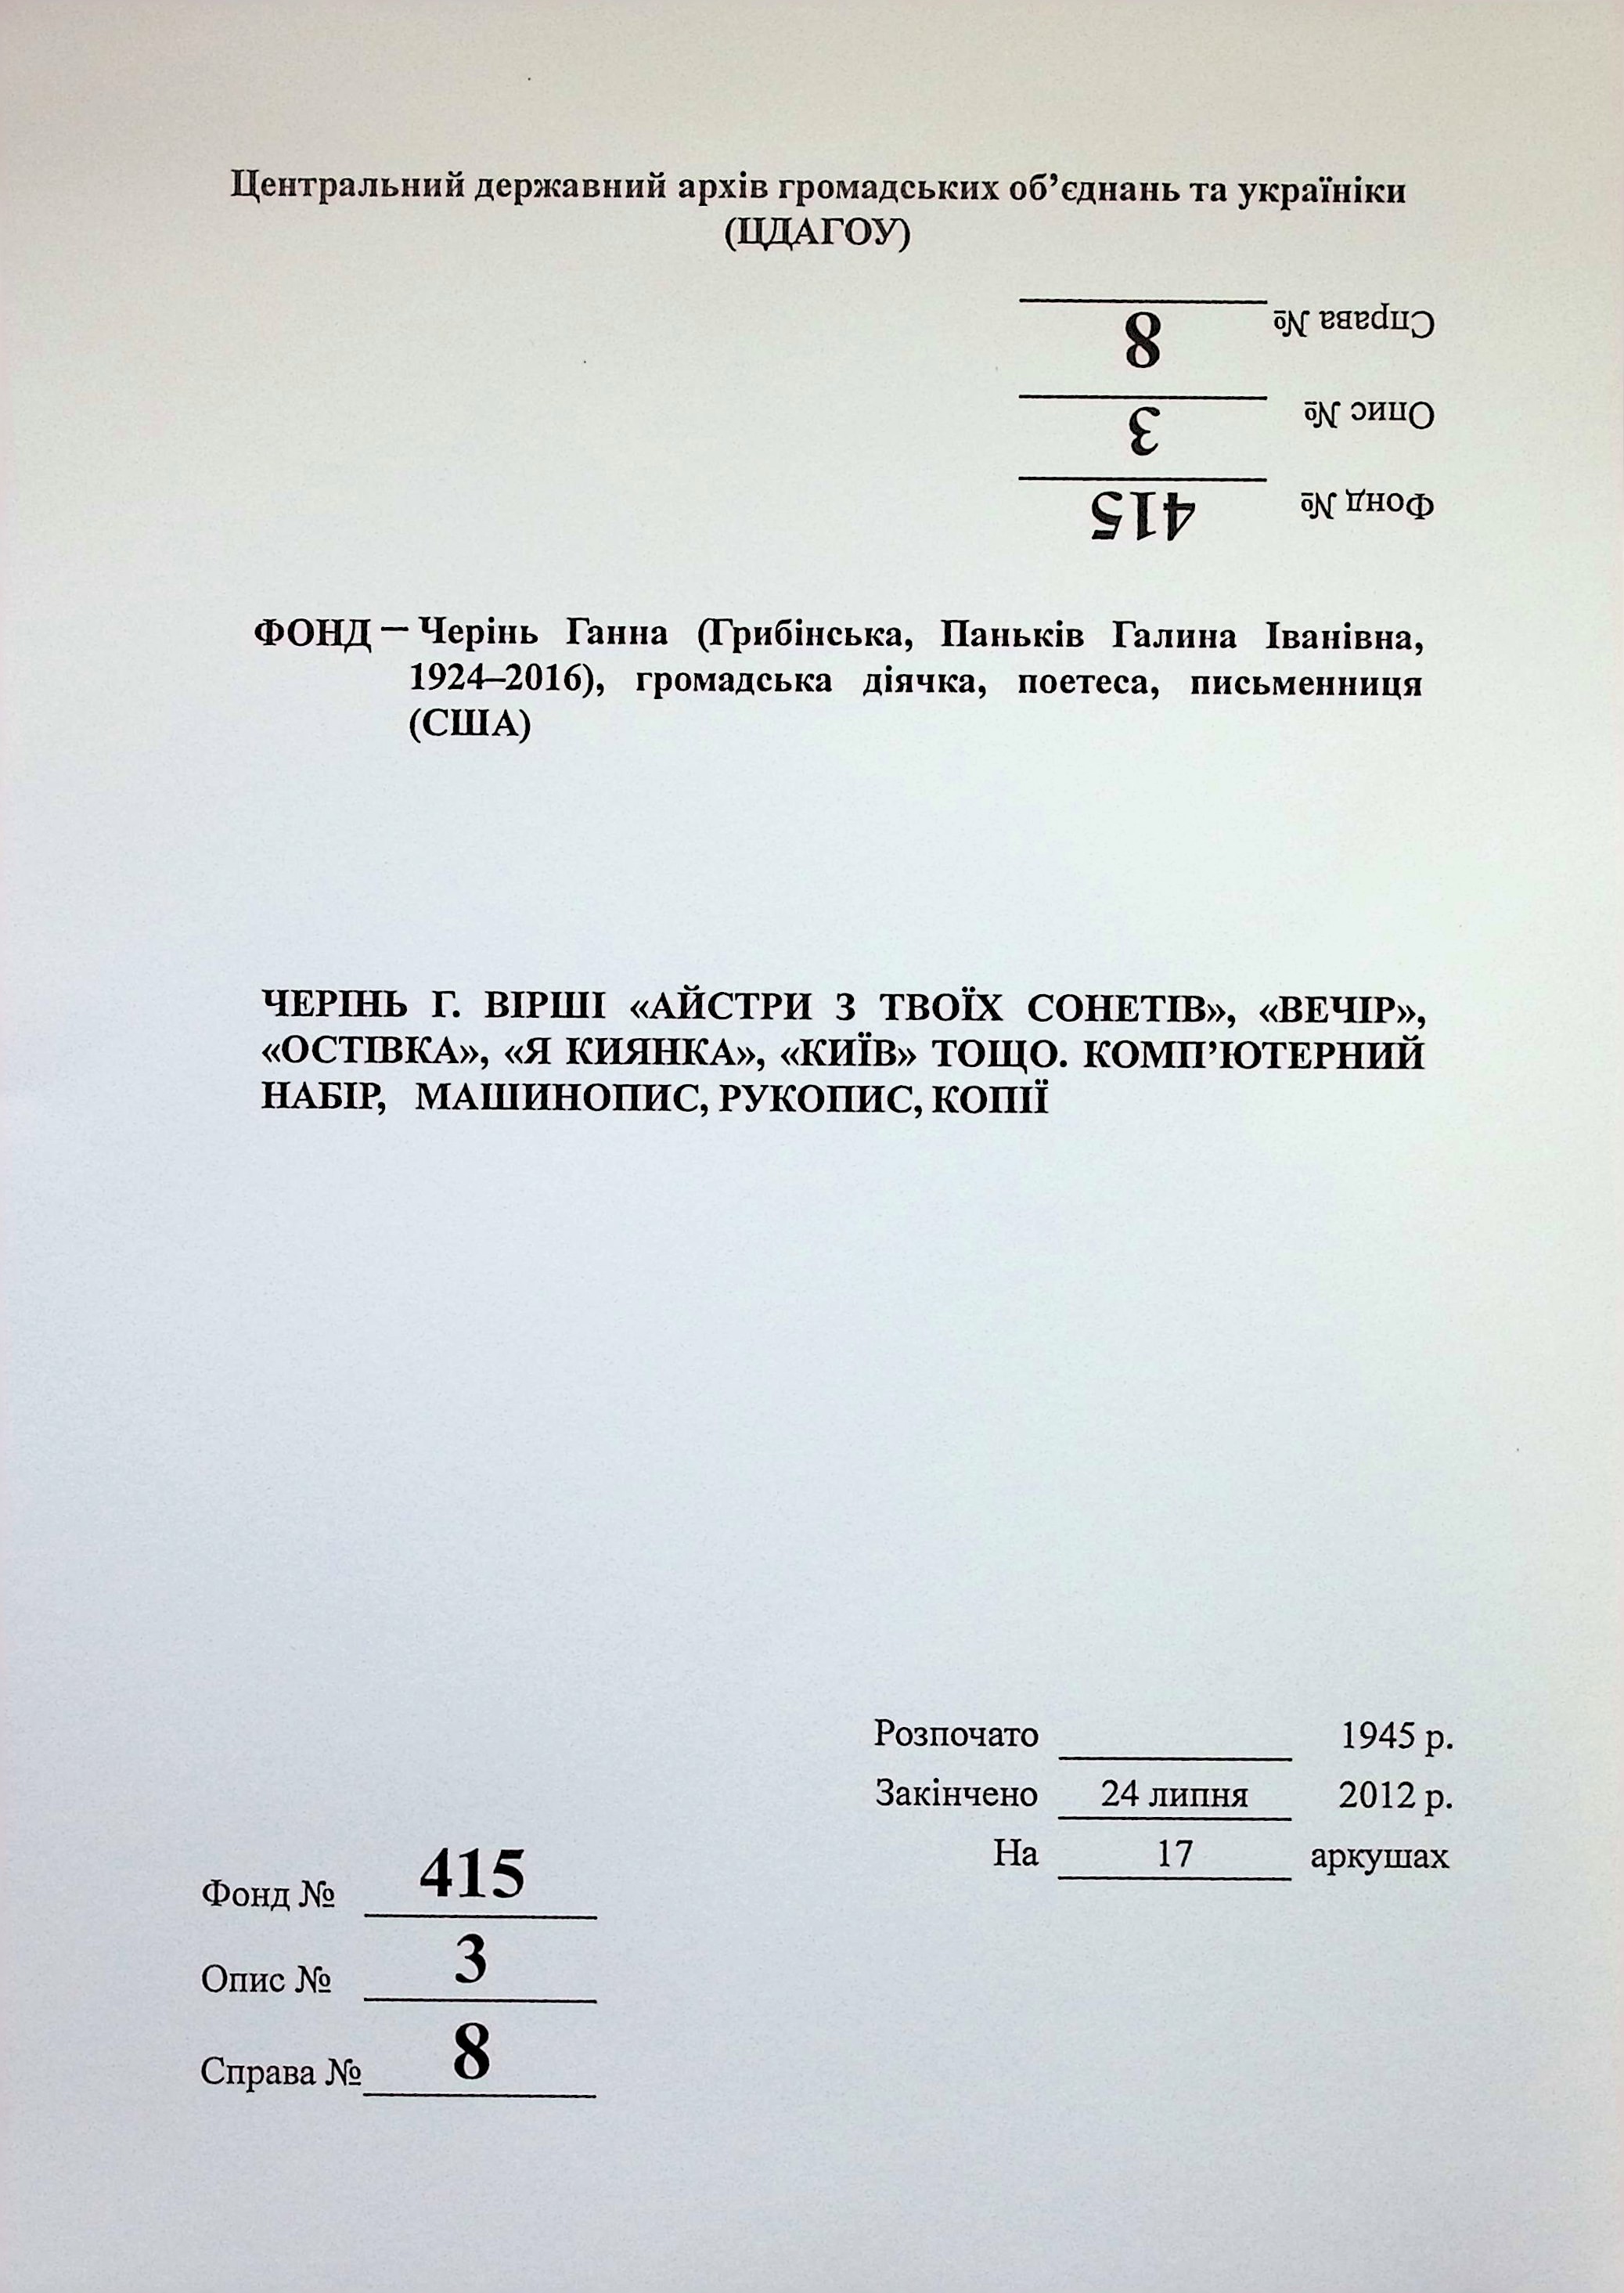 Центральний державний архів громадських об’єднань та україніки
(ЦДАГОУ)
Справа № 8
Опис № 3
Фонд № 415
ФОНД — Черінь Ганна (Грибінська, Паньків Галина Іванівна,
1924–2016), громадська діячка, поетеса, письменниця
(США)
ЧЕРІНЬ Г. ВІРШІ «АЙСТРИ З ТВОЇХ СОНЕТІВ», «ВЕЧІР»,
«ОСТІВКА», «Я КИЯНКА», «КИЇВ» ТОЩО. КОМП’ЮТЕРНИЙ
НАБІР, МАШИНОПИС, РУКОПИС, КОПІЇ
Розпочато 1945 р.
Закінчено 24 липня 2012 р.
На 17 аркушах
Фонд № 415
Опис № 3
Справа № 8